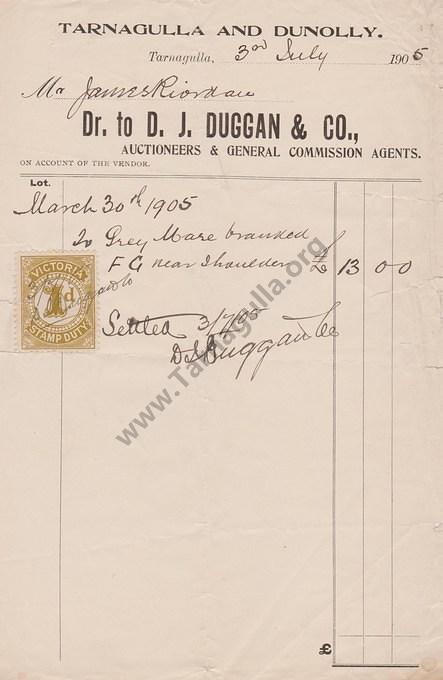 TARNAGULLA AND DUNOLLY.
Tarnagulla, 3rd July 1905
Mr James Riordan
Dr. to D. J. DUGGAN & CO.,
AUCTIONEERS & GENERAL COMMISSION AGENTS.
ON ACCOUNT OF THE VENDOR.
Lot.
March 30th 1905
To Grey Mare branded
F G near Shoulder £ 13 0 0
VICTORIA
1d
STAMP DUTY
Settled 3/7/05
D J Duggan & Co
£
www.Tarnagulla.org